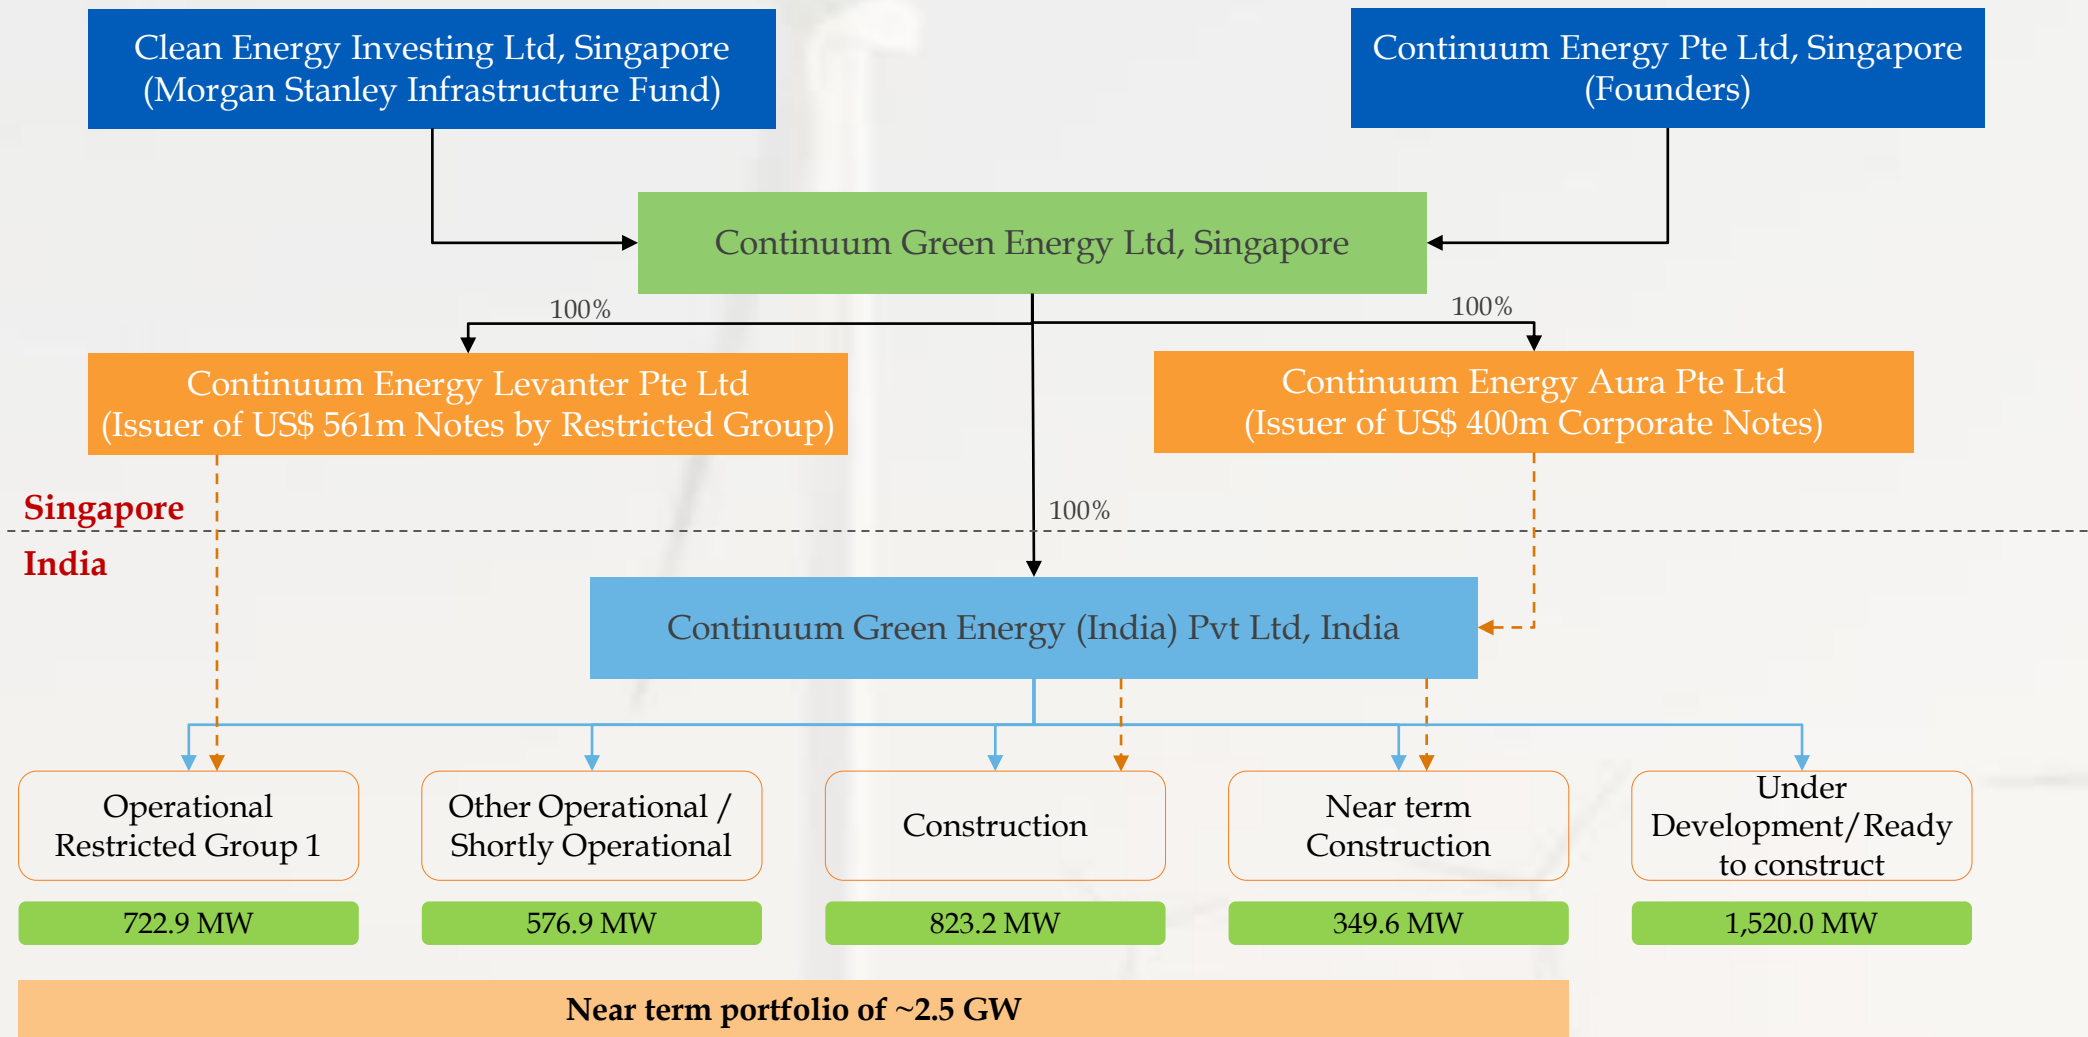 Clean Energy Investing Ltd, Singapore
(Morgan Stanley Infrastructure Fund)
Continuum Energy Pte Ltd, Singapore
(Founders)
Continuum Green Energy Ltd, Singapore
100%
100%
Continuum Energy Levanter Pte Ltd
(Issuer of US$ 561m Notes by Restricted Group)
Continuum Energy Aura Pte Ltd
(Issuer of US$ 400m Corporate Notes)
Singapore
100%
India
Continuum Green Energy (India) Pvt Ltd, India
Operational
Restricted Group 1
Other Operational /
Shortly Operational
Construction
Near term
Construction
Under
Development/Ready
to construct
722.9 MW
576.9 MW
823.2 MW
349.6 MW
1,520.0 MW
Near term portfolio of ~2.5 GW